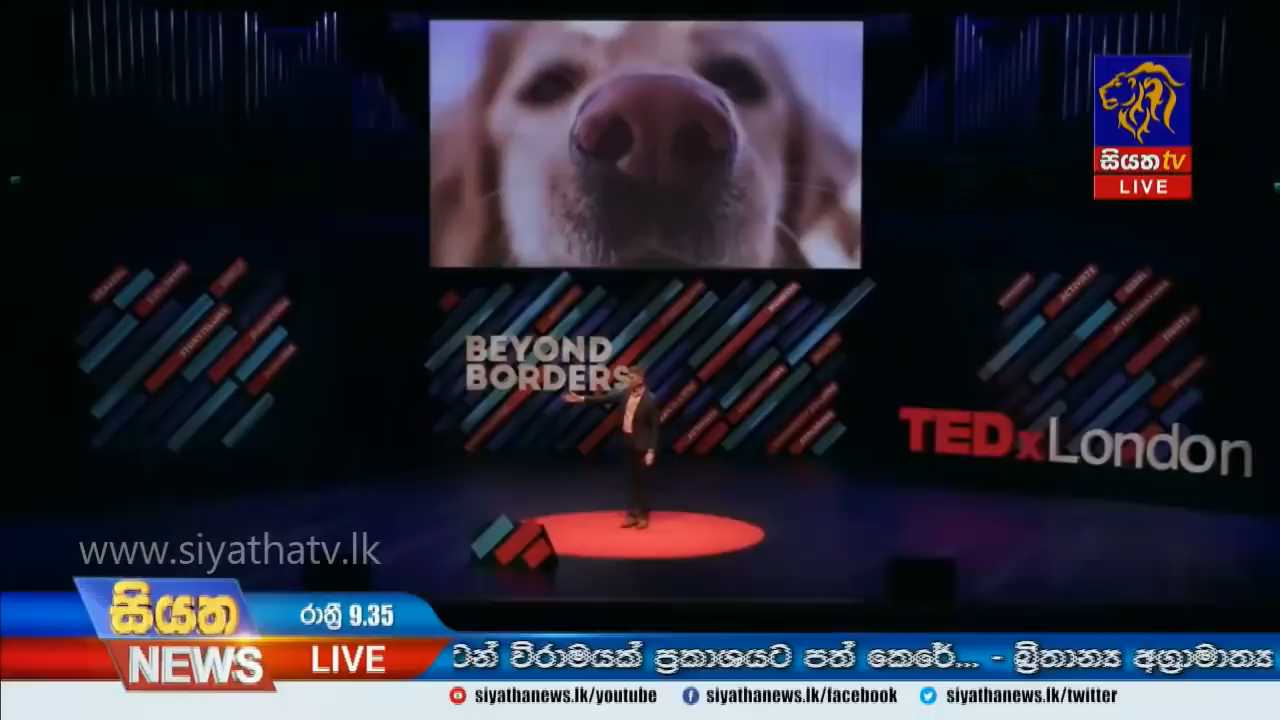 සියත tv
LIVE
BEYOND
BORDERS
TEDxLondon
www.siyathatv.lk
සියත
NEWS
රාත්‍රී 9.35
LIVE
ටන් විරාමයක් ප්‍රකාශයට පත් කෙරේ... - බ්‍රිතාන්‍ය අග්‍රාමාත්‍ය
siyathanews.lk/youtube
siyathanews.lk/facebook
siyathanews.lk/twitter